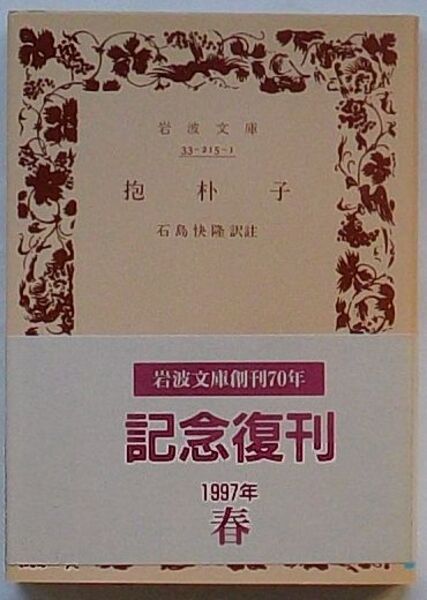 岩波文庫
33-215-1
抱朴子
石島快隆訳註
岩波文庫創刊70年
記念復刊
1997年
春